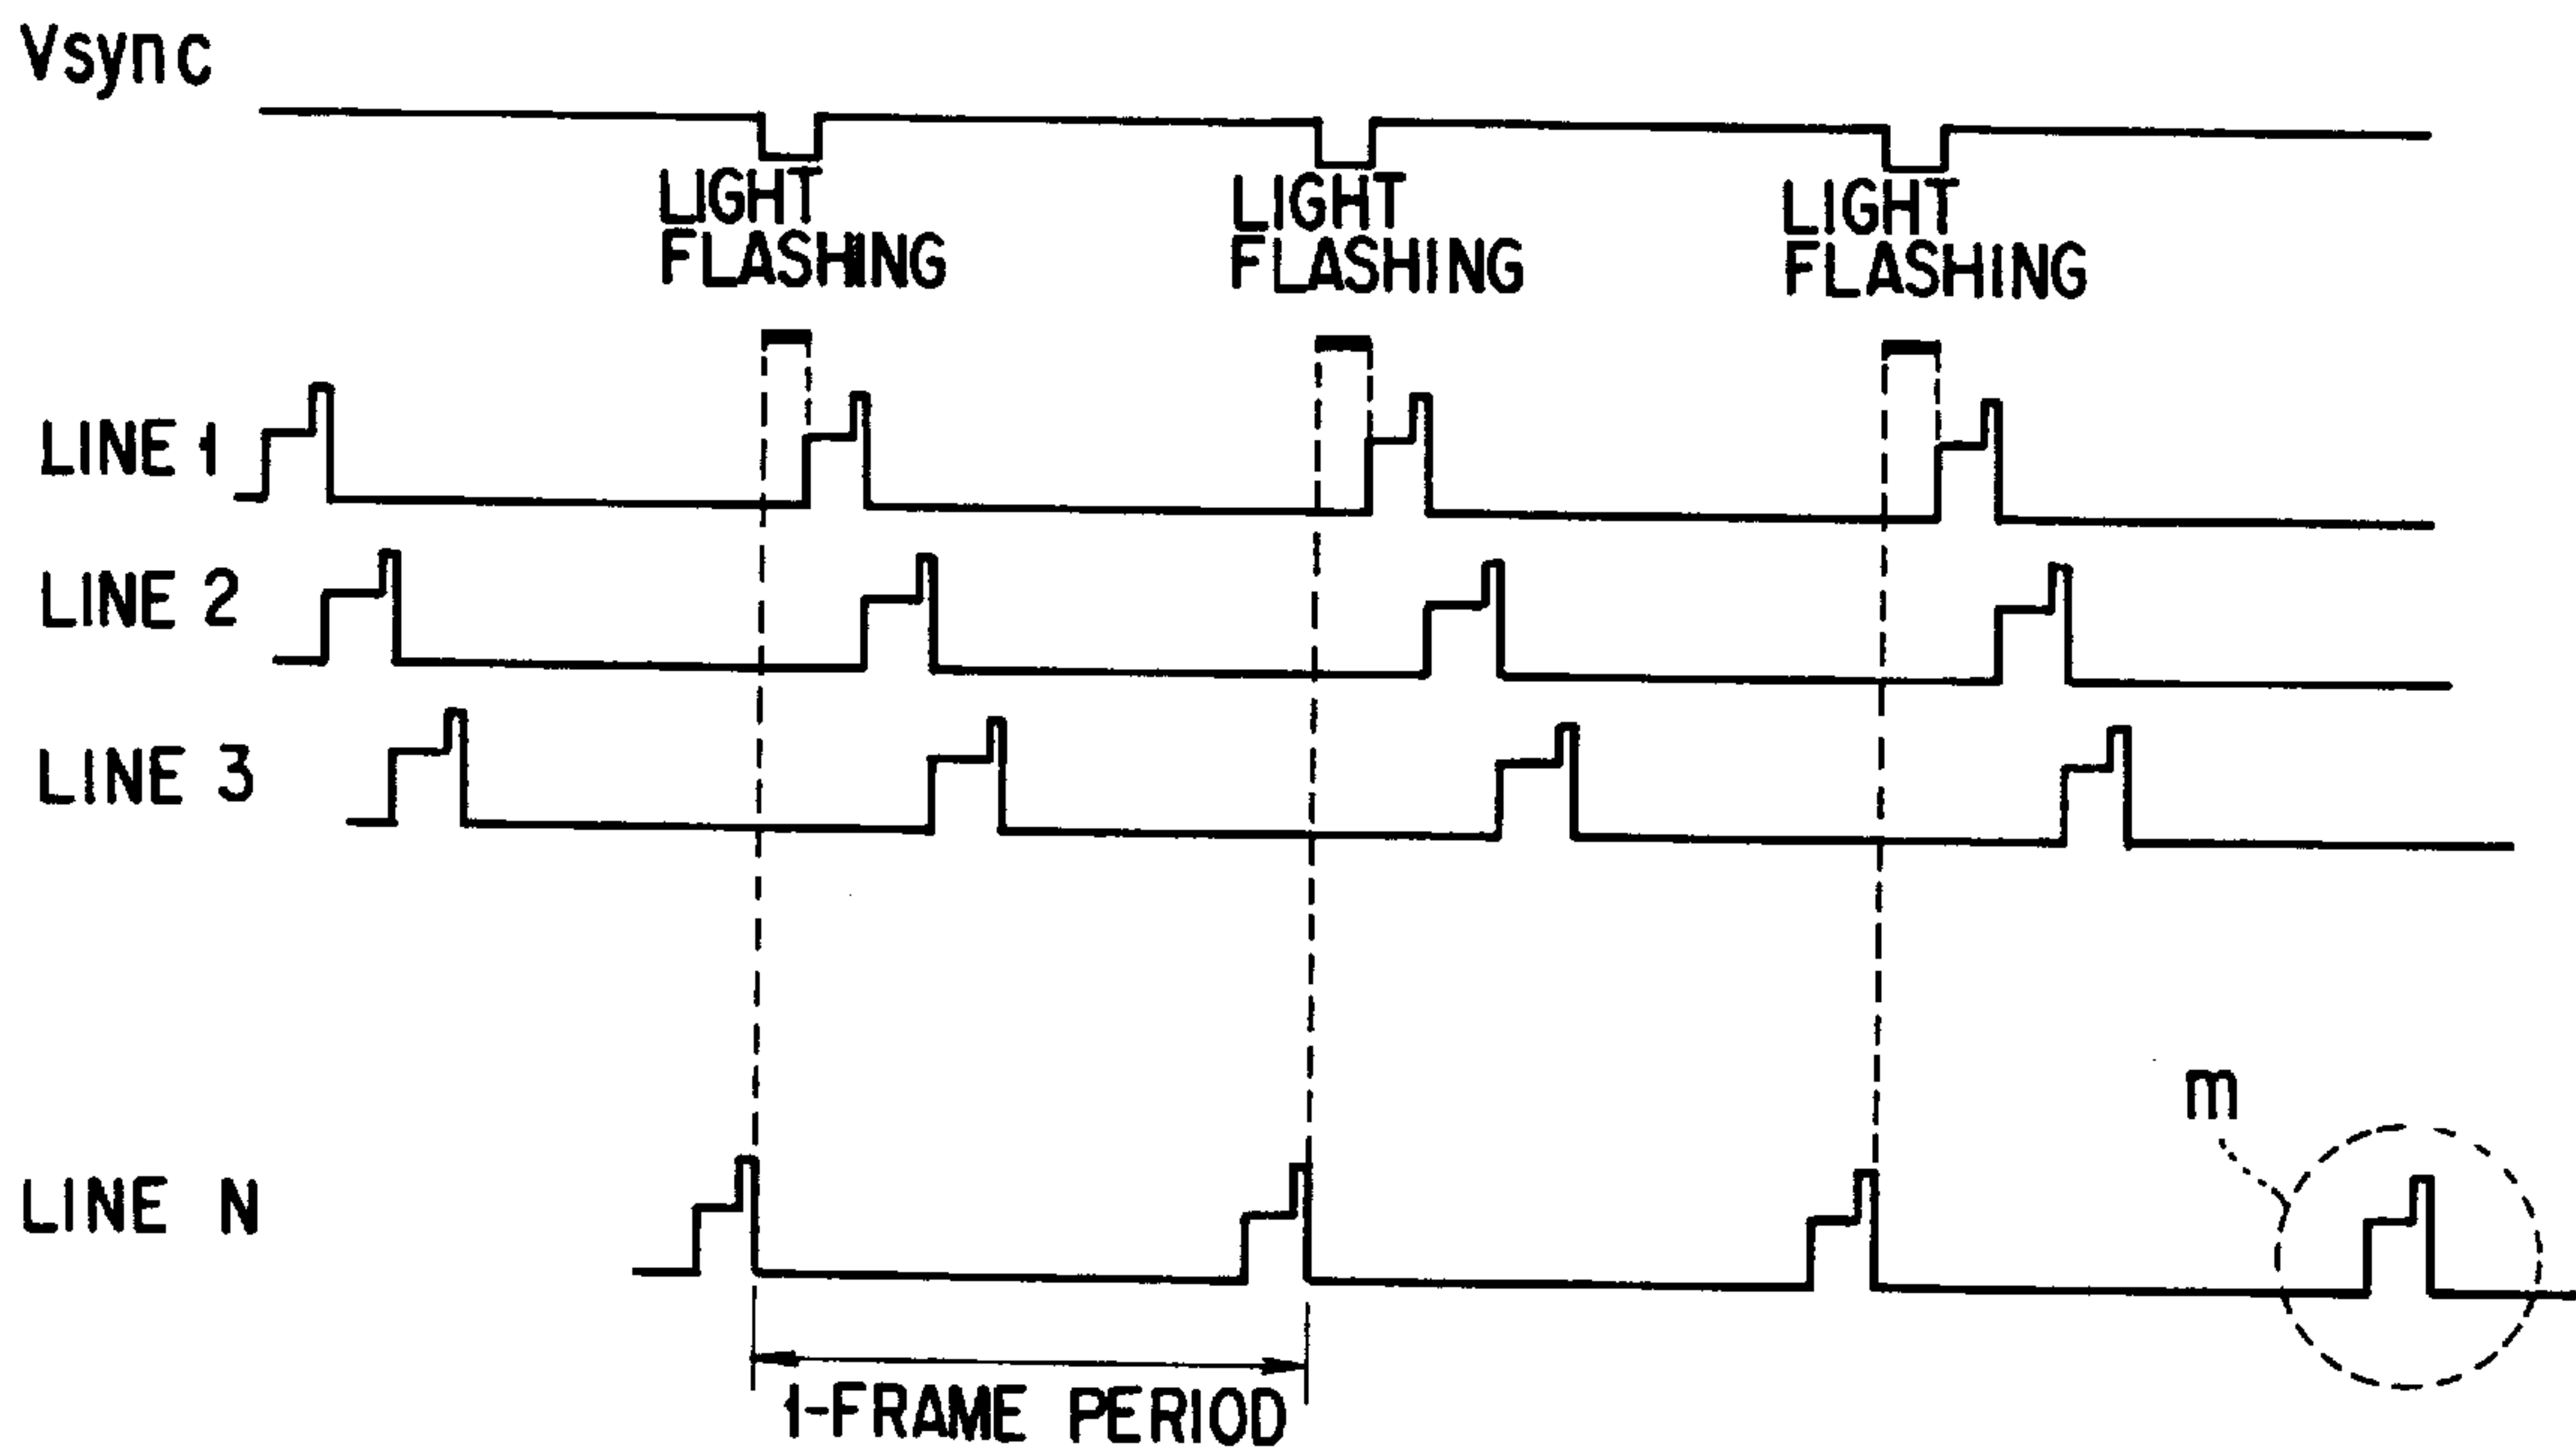 Vsync
LIGHT
FLASHING
LIGHT
FLASHING
LIGHT
FLASHING
LINE 1
LINE 2
LINE 3
m
LINE N
1-FRAME PERIOD